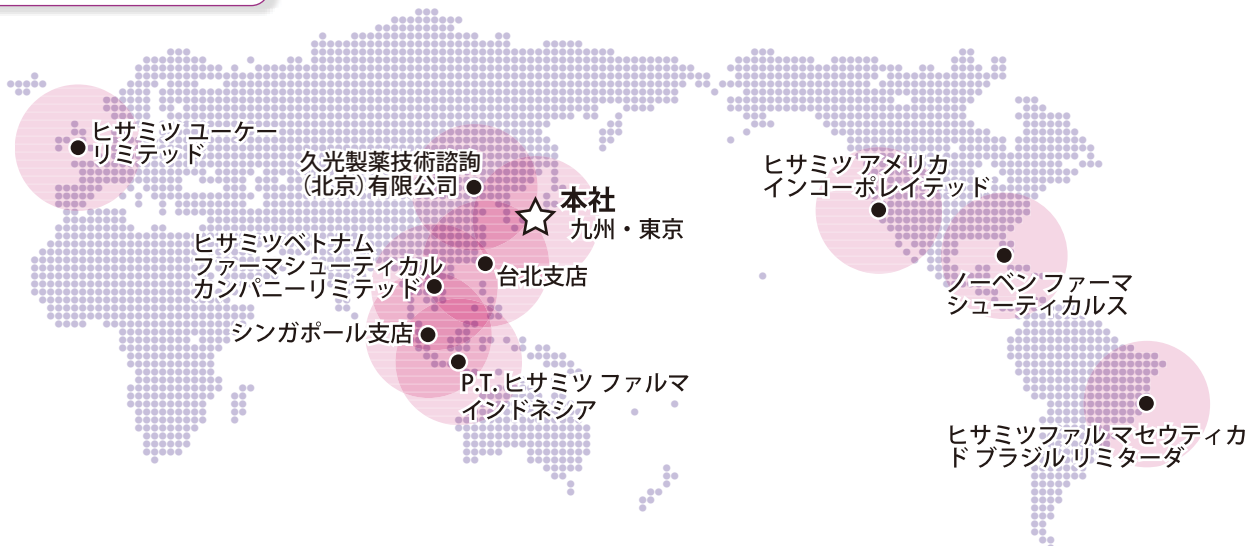 ヒサミツ ユーケー
リミテッド
久光製薬技術諮詢
（北京）有限公司
本社
九州・東京
ヒサミツベトナム
ファーマシューティカル
カンパニーリミテッド
台北支店
シンガポール支店
P.T. ヒサミツ ファルマ
インドネシア
ヒサミツ アメリカ
インコーポレイテッド
ノーベン ファーマ
シューティカルス
ヒサミツファル マセウティカ
ド ブラジル リミターダ